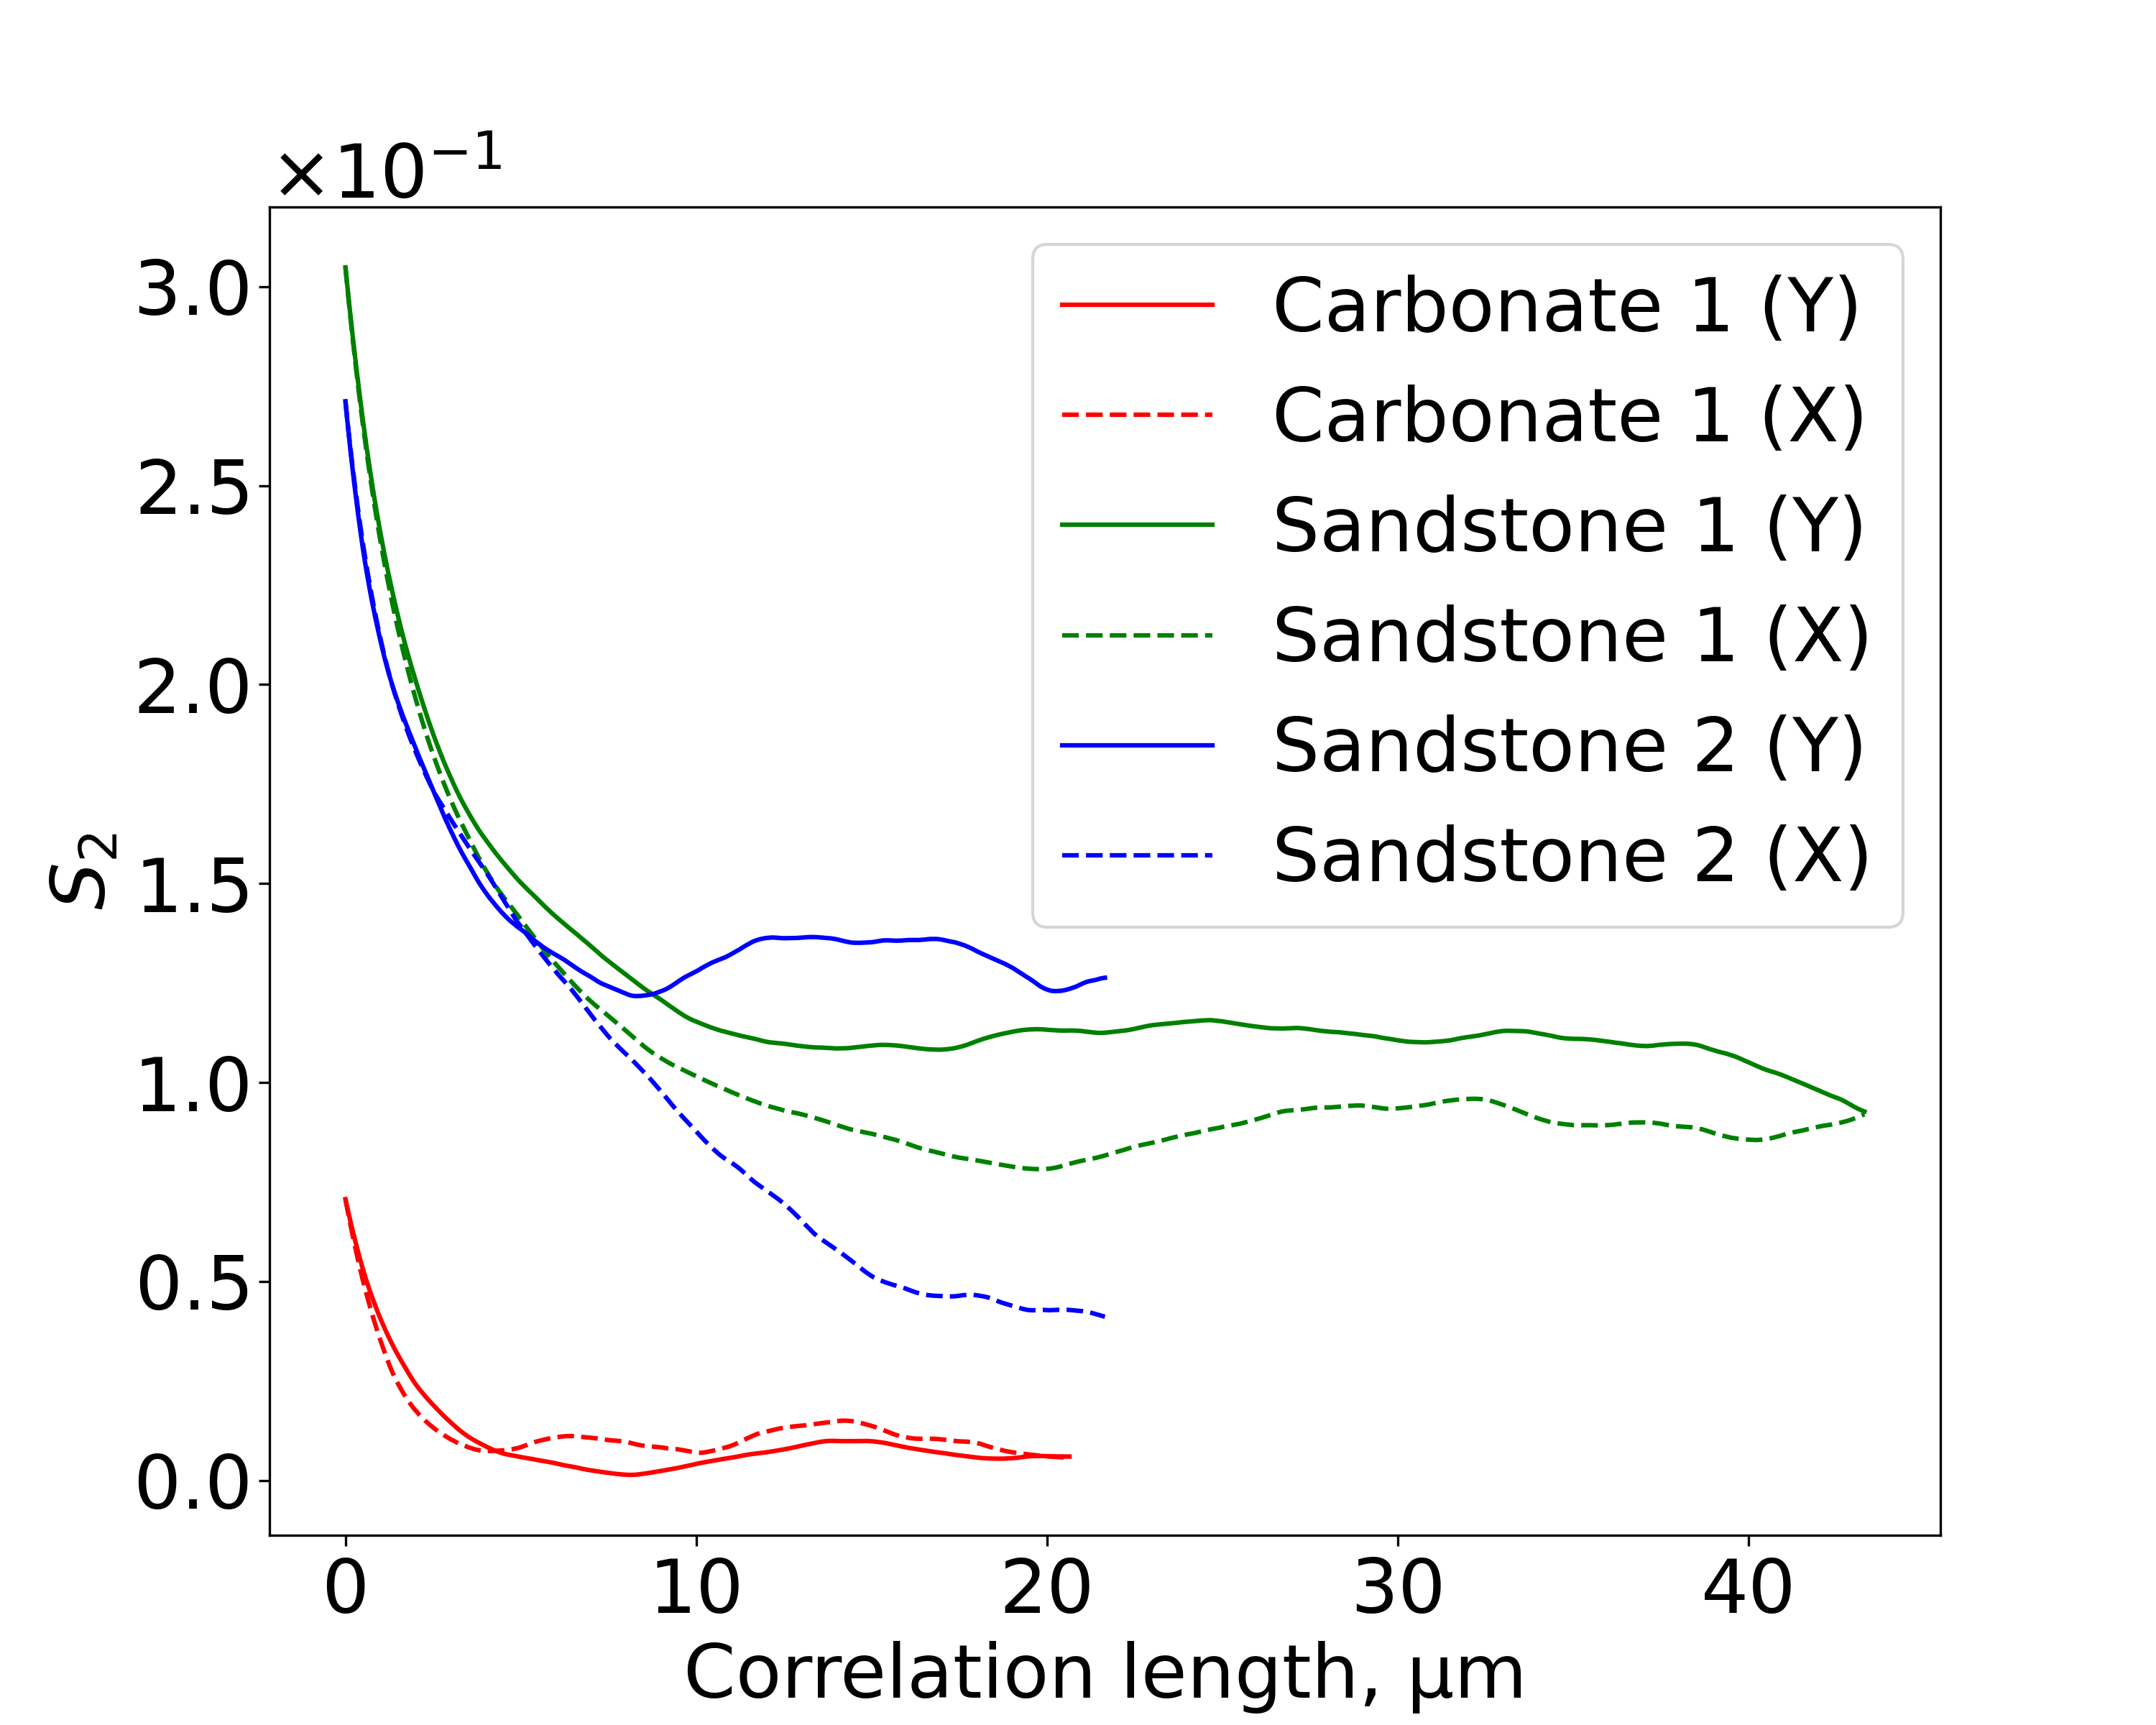 ×10⁻¹
3.0
2.5
2.0
1.5
1.0
0.5
0.0
S₂
0 10 20 30 40
Correlation length, µm
Carbonate 1 (Y)
Carbonate 1 (X)
Sandstone 1 (Y)
Sandstone 1 (X)
Sandstone 2 (Y)
Sandstone 2 (X)